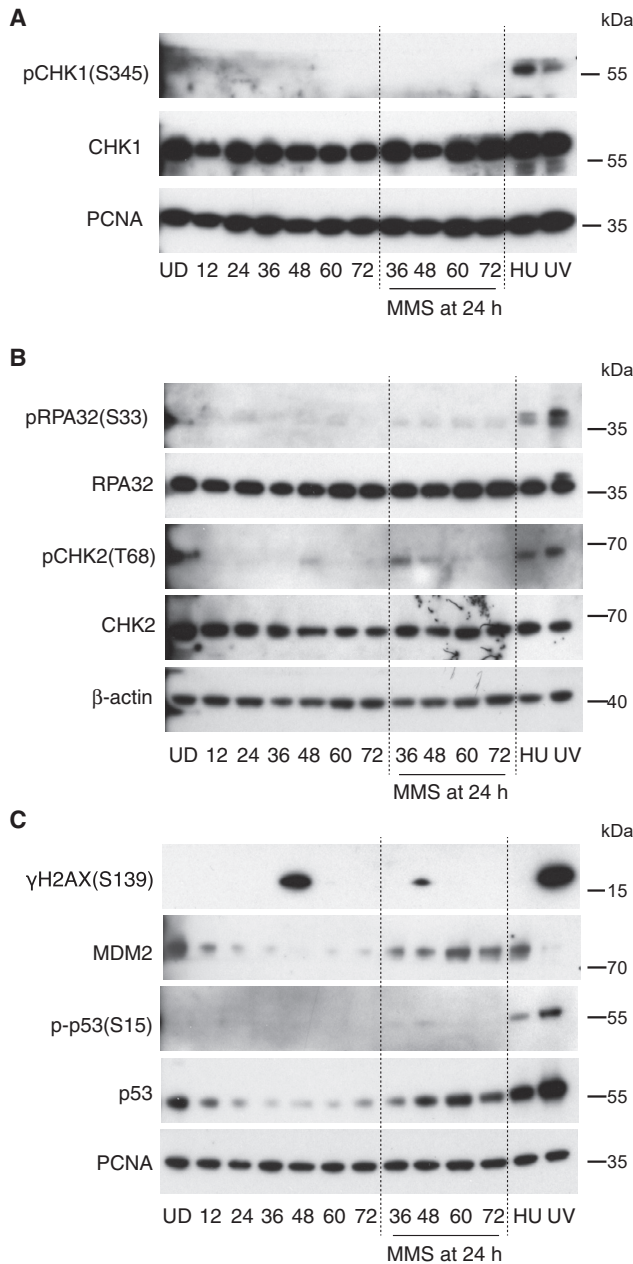 A
kDa
pCHK1(S345)
55
CHK1
55
PCNA
35
UD 12 24 36 48 60 72 36 48 60 72 HU UV
MMS at 24 h
B
kDa
pRPA32(S33)
35
RPA32
35
pCHK2(T68)
70
CHK2
70
β-actin
40
UD 12 24 36 48 60 72 36 48 60 72 HU UV
MMS at 24 h
C
kDa
γH2AX(S139)
15
MDM2
70
p-p53(S15)
55
p53
55
PCNA
35
UD 12 24 36 48 60 72 36 48 60 72 HU UV
MMS at 24 h